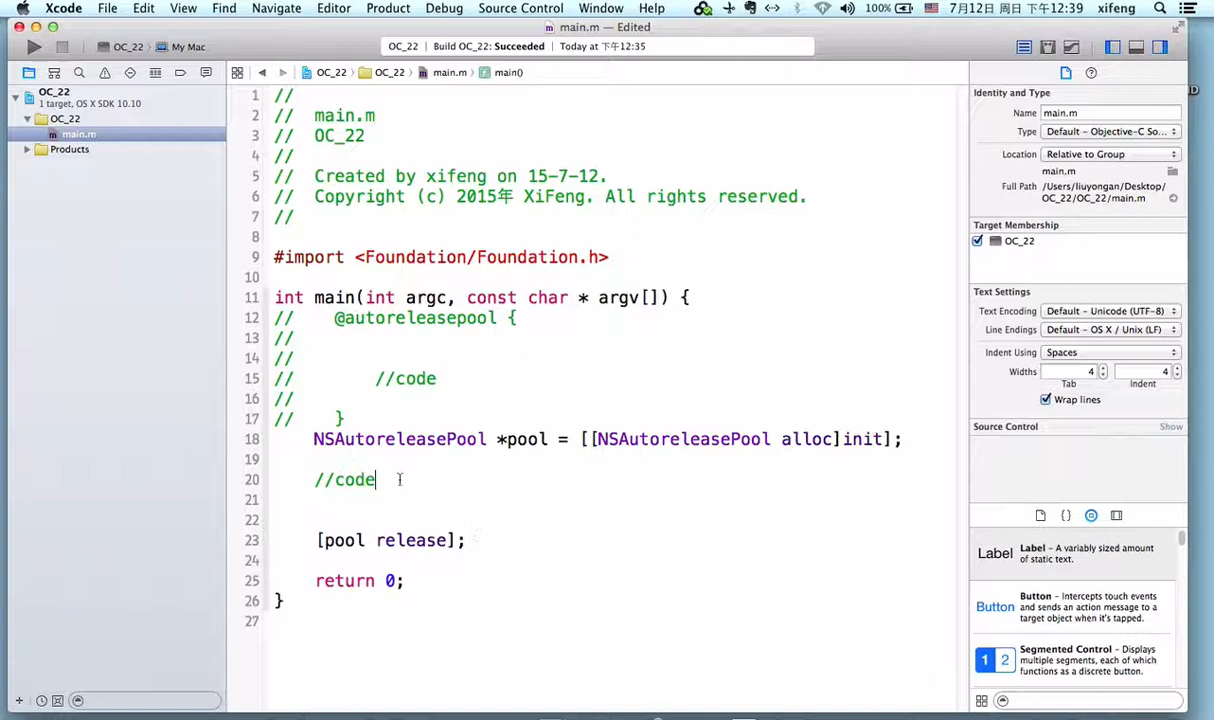 Xcode File Edit View Find Navigate Editor Product Debug Source Control Window Help 100% 7月12日 周日 下午12:39 xifeng
main.m — Edited
OC_22 My Mac
OC_22 Build OC_22: Succeeded Today at 下午12:35
OC_22 OC_22 main.m main()
OC_22
1 target, OS X SDK 10.10
OC_22
main.m
Products
1 //
2 // main.m
3 // OC_22
4 //
5 // Created by xifeng on 15-7-12.
6 // Copyright (c) 2015年 XiFeng. All rights reserved.
7 //
8
9 #import <Foundation/Foundation.h>
10
11 int main(int argc, const char * argv[]) {
12 // @autoreleasepool {
13 //
14 //
15 // //code
16 //
17 // }
18 NSAutoreleasePool *pool = [[NSAutoreleasePool alloc]init];
19
20 //code
21
22
23 [pool release];
24
25 return 0;
26 }
27
Identity and Type
Name main.m
Type Default - Objective-C So...
Location Relative to Group
main.m
Full Path /Users/liuyongan/Desktop/
OC_22/OC_22/main.m
Target Membership
OC_22
Text Settings
Text Encoding Default - Unicode (UTF-8)
Line Endings Default - OS X / Unix (LF)
Indent Using Spaces
Widths 4 4
Tab Indent
Wrap lines
Source Control Show
Label Label – A variably sized amount
of static text.
Button Button – Intercepts touch events
and sends an action message to a
target object when it's tapped.
1 2 Segmented Control – Displays
multiple segments, each of which
functions as a discrete button.